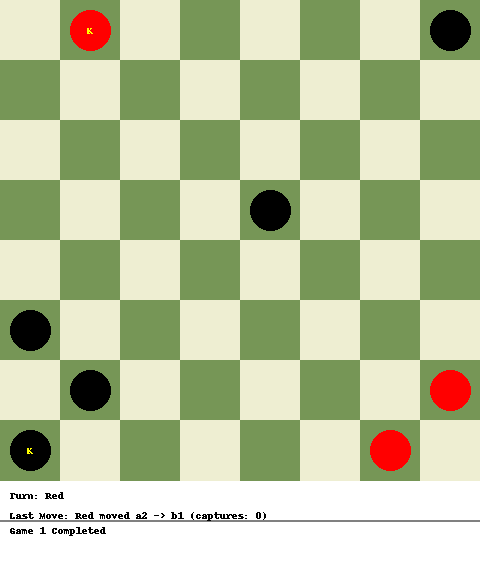 K
K
Turn: Red
Last Move: Red moved a2 -> b1 (captures: 0)
Game 1 Completed